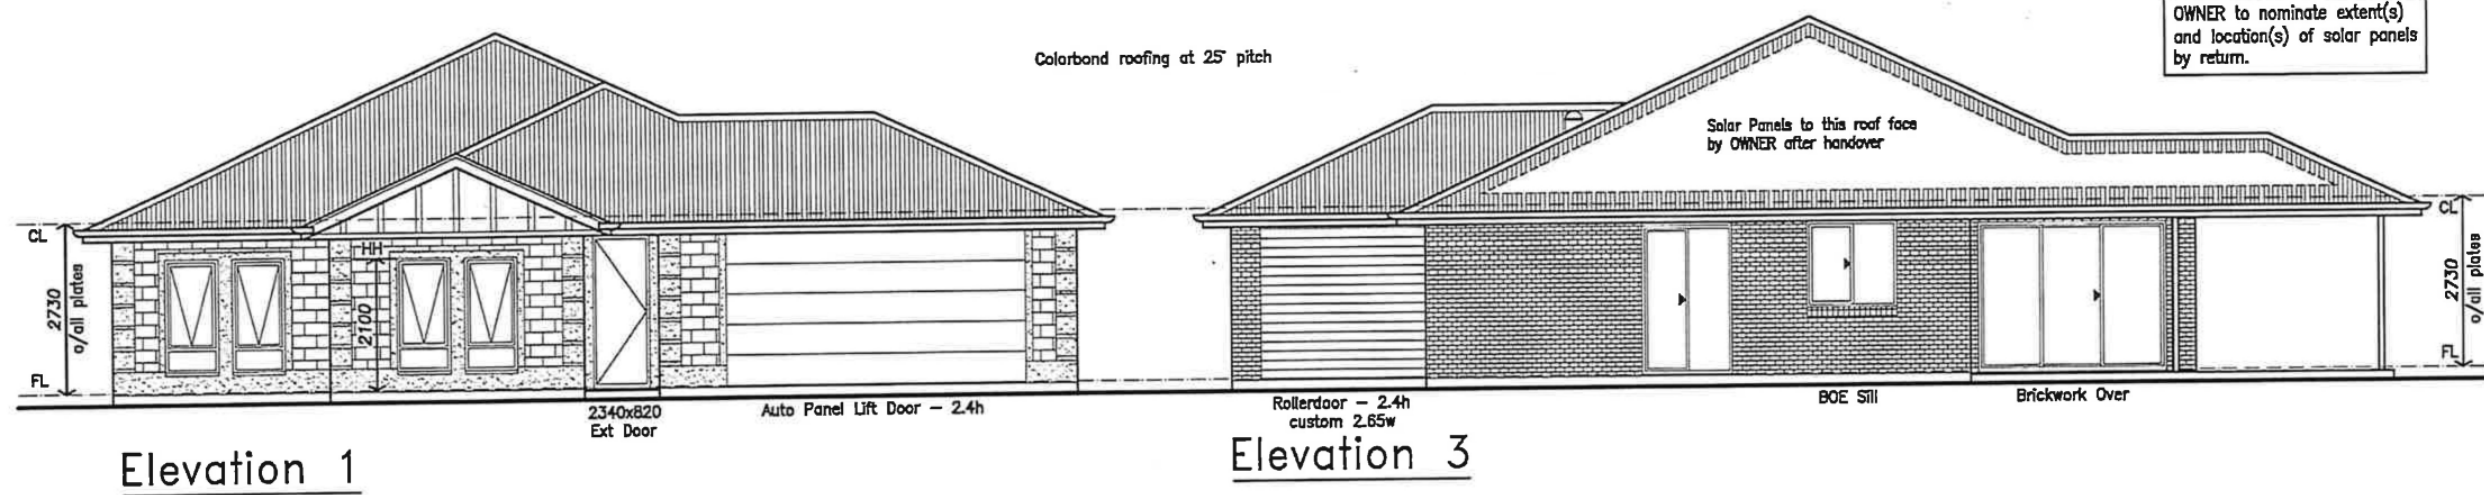 OWNER to nominate extent(s)
and location(s) of solar panels
by return.
Colorbond roofing at 25° pitch
Solar Panels to this roof face
by OWNER after handover
CL
2730
o/all plates
FL
HH
2100
2340x820
Ext Door
Auto Panel Lift Door – 2.4h
Elevation 1
Rollerdoor – 2.4h
custom 2.65w
BOE Sill
Brickwork Over
CL
2730
o/all plates
FL
Elevation 3